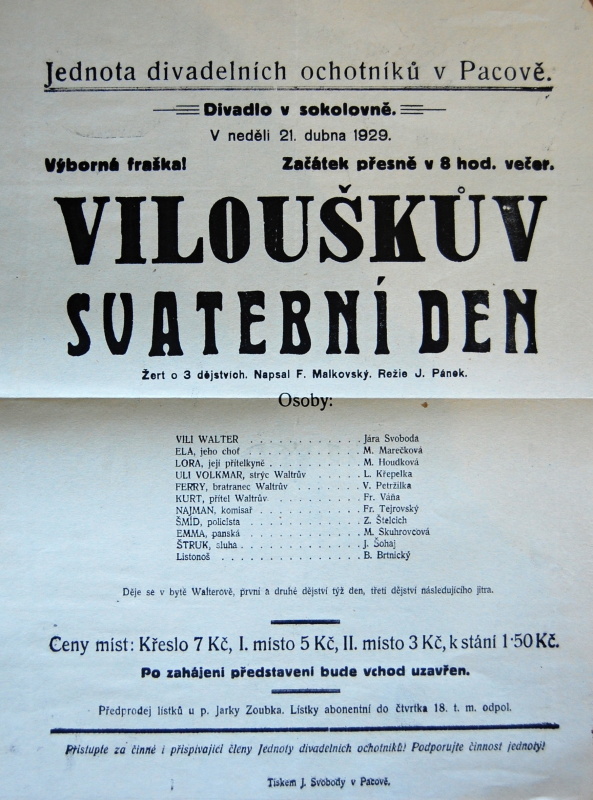 Jednota divadelních ochotníků v Pacově.
Divadlo v sokolovně.
V neděli 21. dubna 1929.
Výborná fraška! Začátek přesně v 8 hod. večer.
VILOUŠKŮV
SVATEBNÍ DEN
Žert o 3 dějstvích. Napsal F. Malkovský. Režie J. Pánek.
Osoby:
VILI WALTER . . . . . . . . . . . . Jára Svoboda
ELA, jeho choť . . . . . . . . . . . M. Marečková
LORA, její přítelkyně . . . . . . . . . . M. Houdková
ULI VOLKMAR, strýc Waltrův . . . . . . L. Křepelka
FERRY, bratranec Waltrův . . . . . . . V. Petržilka
KURT, přítel Waltrův . . . . . . . . . . Fr. Váňa
NAJMAN, komisař . . . . . . . . . . . Fr. Tejrovský
ŠMÍD, policista . . . . . . . . . . . . Z. Štelcich
EMMA, panská . . . . . . . . . . . . M. Skuhrovcová
ŠTRUK, sluha . . . . . . . . . . . . . J. Šohaj
Listonoš . . . . . . . . . . . . . . . B. Brtnický
Děje se v bytě Walterově, první a druhé dějství týž den, třetí dějství následujícího jitra.
Ceny míst: Křeslo 7 Kč, I. místo 5 Kč, II. místo 3 Kč, k stání 1·50 Kč.
Po zahájení představení bude vchod uzavřen.
Předprodej lístků u p. Jarky Zoubka. Lístky abonentní do čtvrtka 18. t. m. odpol.
Přistupte za činné i přispívající členy Jednoty divadelních ochotníků! Podporujte činnost jednoty!
Tiskem J. Svobody v Pacově.